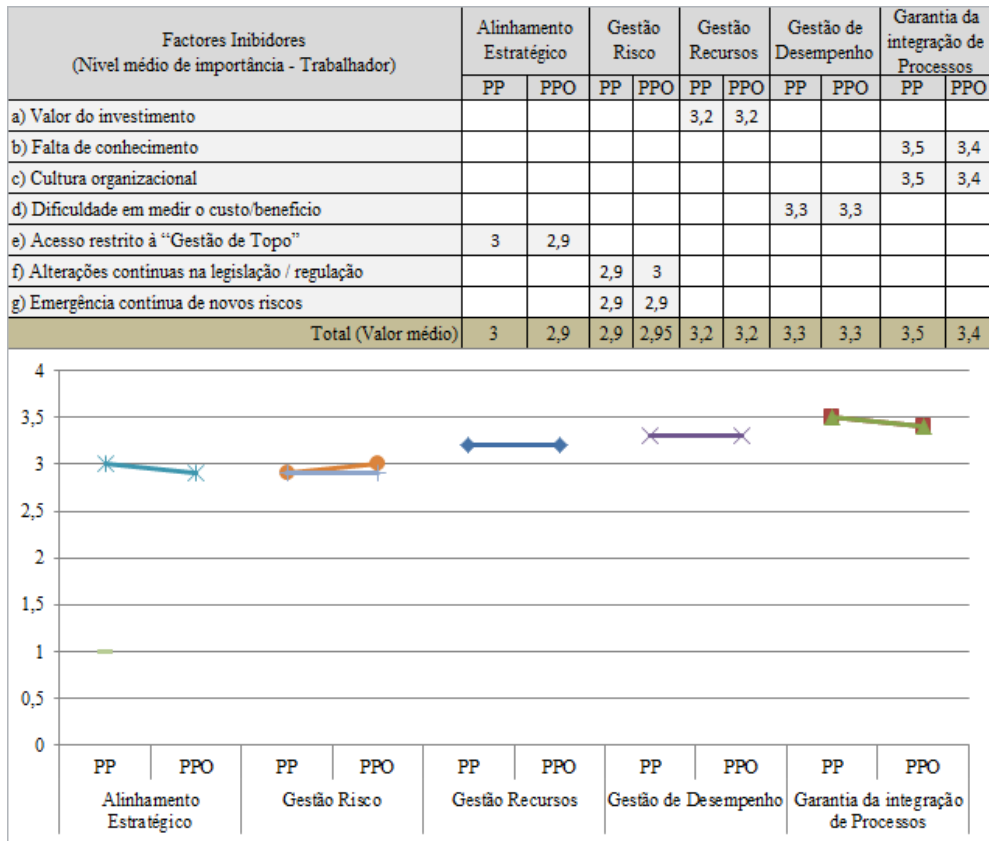 Factores Inibidores
(Nivel médio de importância - Trabalhador)
Alinhamento
Estratégico
Gestão
Risco
Gestão
Recursos
Gestão de
Desempenho
Garantia da
integração de
Processos
PP PPO PP PPO PP PPO PP PPO PP PPO
a) Valor do investimento 3,2 3,2
b) Falta de conhecimento 3,5 3,4
c) Cultura organizacional 3,5 3,4
d) Dificuldade em medir o custo/beneficio 3,3 3,3
e) Acesso restrito à “Gestão de Topo” 3 2,9
f) Alterações continuas na legislação / regulação 2,9 3
g) Emergência continua de novos riscos 2,9 2,9
Total (Valor médio) 3 2,9 2,9 2,95 3,2 3,2 3,3 3,3 3,5 3,4
4
3,5
3
2,5
2
1,5
1
0,5
0
PP PPO PP PPO PP PPO PP PPO PP PPO
Alinhamento
Estratégico
Gestão Risco
Gestão Recursos
Gestão de Desempenho
Garantia da integração
de Processos